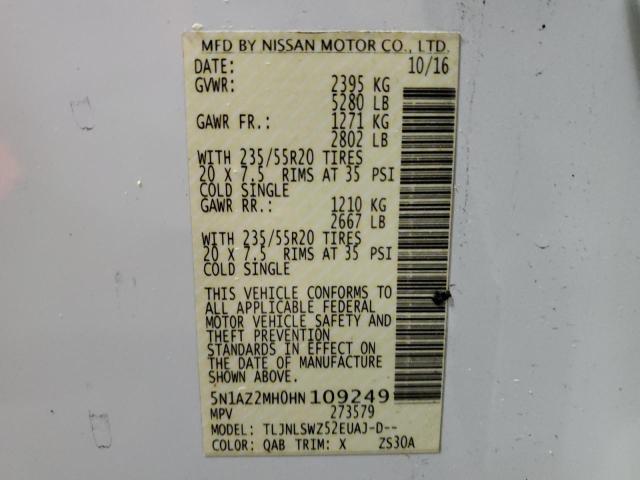 MFD BY NISSAN MOTOR CO., LTD.
DATE: 10/16
GVWR: 2395 KG
5280 LB
GAWR FR.: 1271 KG
2802 LB
WITH 235/55R20 TIRES
20 X 7.5 RIMS AT 35 PSI
COLD SINGLE
GAWR RR.: 1210 KG
2667 LB
WITH 235/55R20 TIRES
20 X 7.5 RIMS AT 35 PSI
COLD SINGLE
THIS VEHICLE CONFORMS TO
ALL APPLICABLE FEDERAL
MOTOR VEHICLE SAFETY AND
THEFT PREVENTION
STANDARDS IN EFFECT ON
THE DATE OF MANUFACTURE
SHOWN ABOVE.
5N1AZ2MH0HN109249
MPV 273579
MODEL: TLJNLSWZ52EUAJ-D--
COLOR: QAB TRIM: X ZS30A